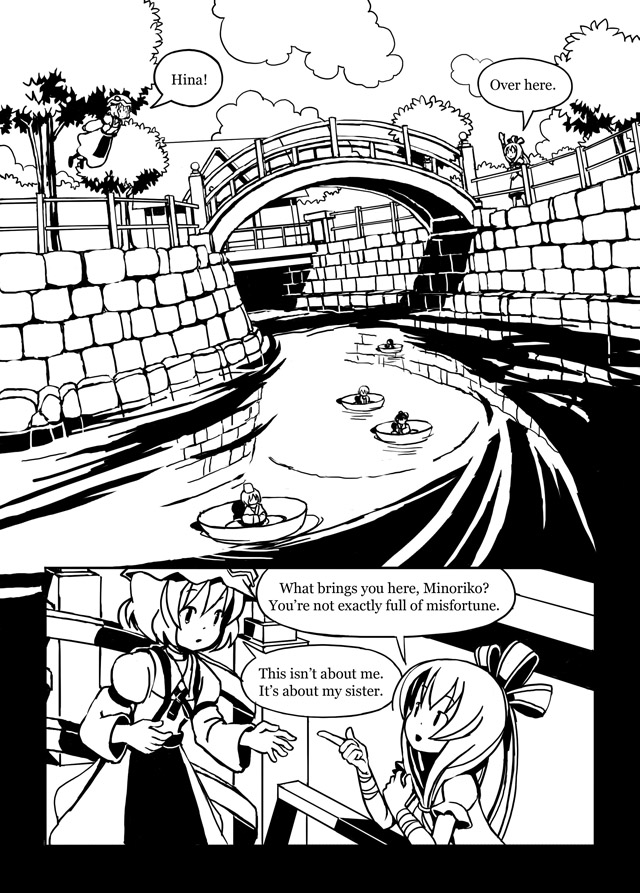 Hina!
Over here.
What brings you here, Minoriko?
You're not exactly full of misfortune.
This isn't about me.
It's about my sister.